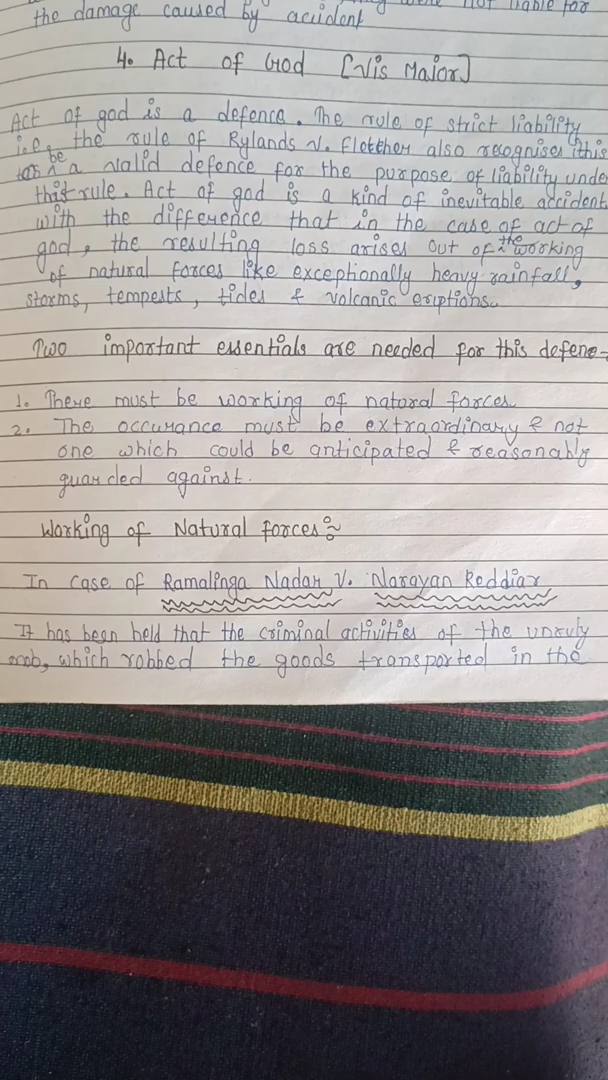 not liable for
the damage caused by accident
4. Act of God [Vis Major]
Act of god is a defence. The rule of strict liability
i.e. the rule of Rylands v. Fletcher also recognises this
be a valid defence for the purpose of liability under
this rule. Act of god is a kind of inevitable accident
with the difference that in the case of act of
god, the resulting loss arises out of the working
of natural forces like exceptionally heavy rainfall,
storms, tempests, tides & volcanic eruptions.
Two important essentials are needed for this defene-
1. There must be working of natural forces
2. The occurance must be extraordinary & not
one which could be anticipated & reasonably
guarded against.
Working of Natural forces:~
In case of Ramalinga Nadar V. Narayan Reddiar
It has been held that the criminal activities of the unruly
mob, which robbed the goods transported in the